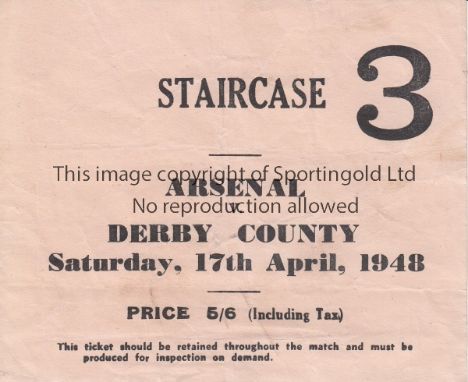 STAIRCASE 3
This image copyright of Sportingold Ltd
ARSENAL
v.
No reproduction allowed
DERBY COUNTY
Saturday, 17th April, 1948
PRICE 5/6 (Including Tax)
This ticket should be retained throughout the match and must be
produced for inspection on demand.